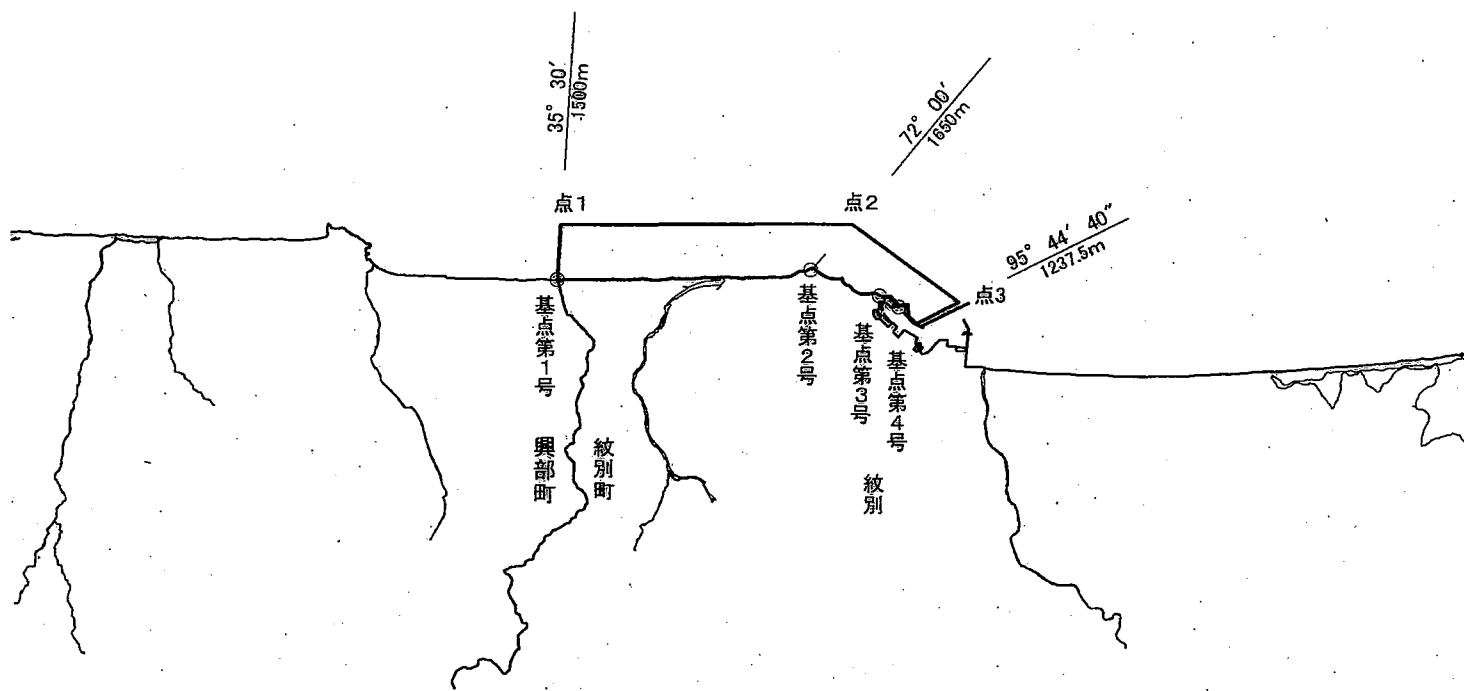 35° 30′
1500m
72° 00′
1650m
95° 44′ 40″
1237.5m
点1
点2
点3
基点第1号
基点第2号
基点第3号
基点第4号
興部町
紋別町
紋別